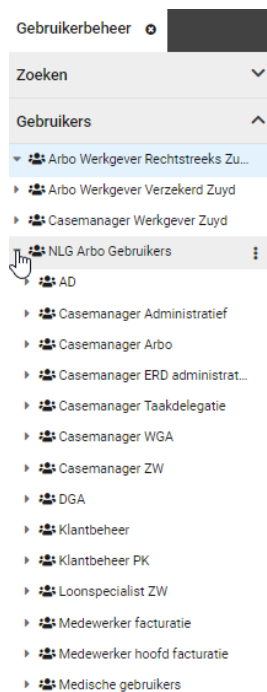 Gebruikerbeheer
Zoeken
Gebruikers
Arbo Werkgever Rechtstreeks Zu...
Arbo Werkgever Verzekerd Zuyd
Casemanager Werkgever Zuyd
NLG Arbo Gebruikers
AD
Casemanager Administratief
Casemanager Arbo
Casemanager ERD administrat...
Casemanager Taakdelegatie
Casemanager WGA
Casemanager ZW
DGA
Klantbeheer
Klantbeheer PK
Loonspecialist ZW
Medewerker facturatie
Medewerker hoofd facturatie
Medische gebruikers